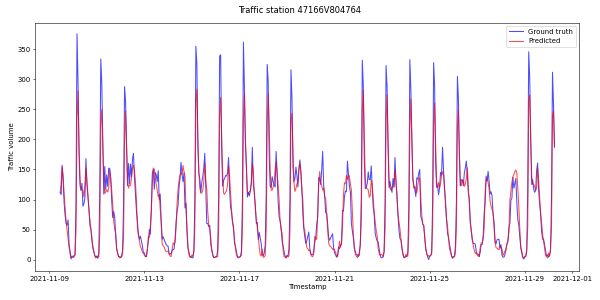 Traffic station 47166V804764
Ground truth
Predicted
Traffic volume
350
300
250
200
150
100
50
0
2021-11-09 2021-11-13 2021-11-17 2021-11-21 2021-11-25 2021-11-29 2021-12-01
Timestamp